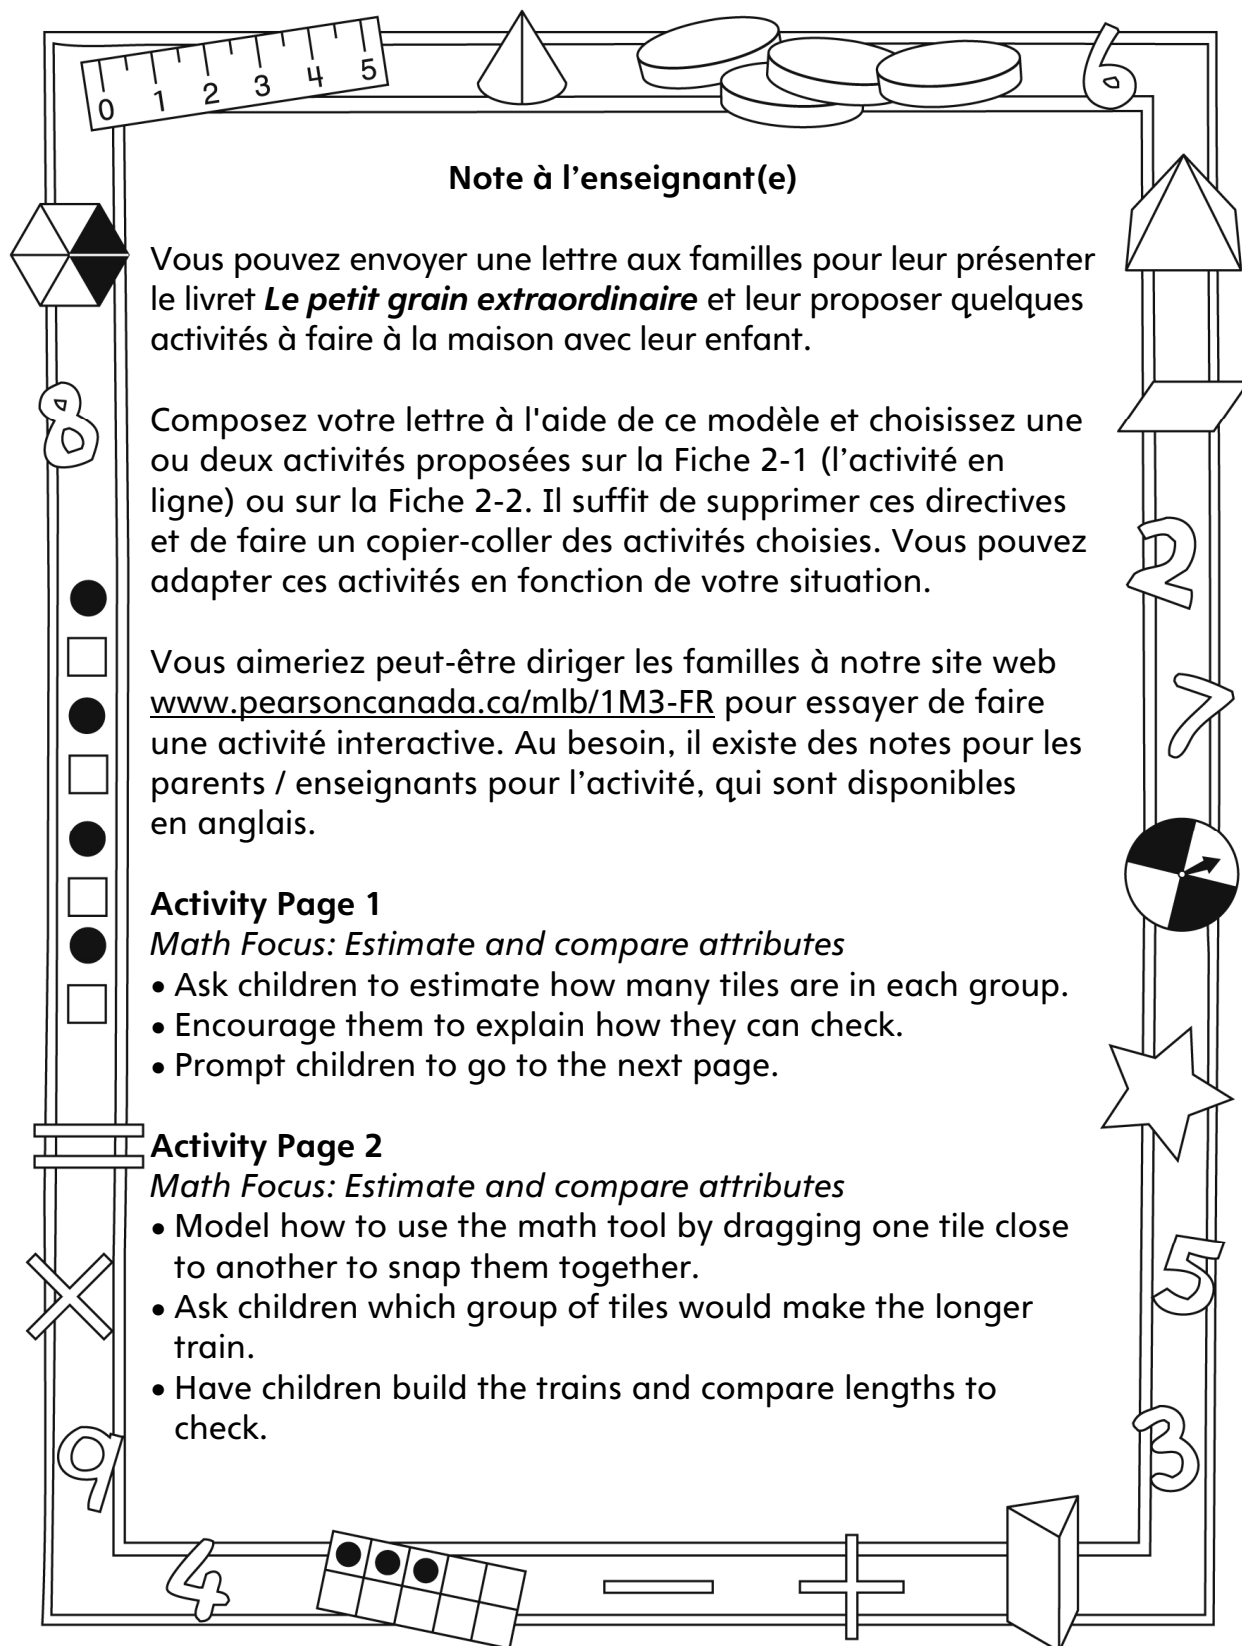 0 1 2 3 4 5
6
Note à l’enseignant(e)
Vous pouvez envoyer une lettre aux familles pour leur présenter
le livret Le petit grain extraordinaire et leur proposer quelques
activités à faire à la maison avec leur enfant.
8
Composez votre lettre à l'aide de ce modèle et choisissez une
ou deux activités proposées sur la Fiche 2-1 (l’activité en
ligne) ou sur la Fiche 2-2. Il suffit de supprimer ces directives
et de faire un copier-coller des activités choisies. Vous pouvez
adapter ces activités en fonction de votre situation.
2
Vous aimeriez peut-être diriger les familles à notre site web
www.pearsoncanada.ca/mlb/1M3-FR pour essayer de faire
une activité interactive. Au besoin, il existe des notes pour les
parents / enseignants pour l’activité, qui sont disponibles
en anglais.
7
Activity Page 1
Math Focus: Estimate and compare attributes
• Ask children to estimate how many tiles are in each group.
• Encourage them to explain how they can check.
• Prompt children to go to the next page.
Activity Page 2
Math Focus: Estimate and compare attributes
• Model how to use the math tool by dragging one tile close
to another to snap them together.
• Ask children which group of tiles would make the longer
train.
• Have children build the trains and compare lengths to
check.
5
3
9
4